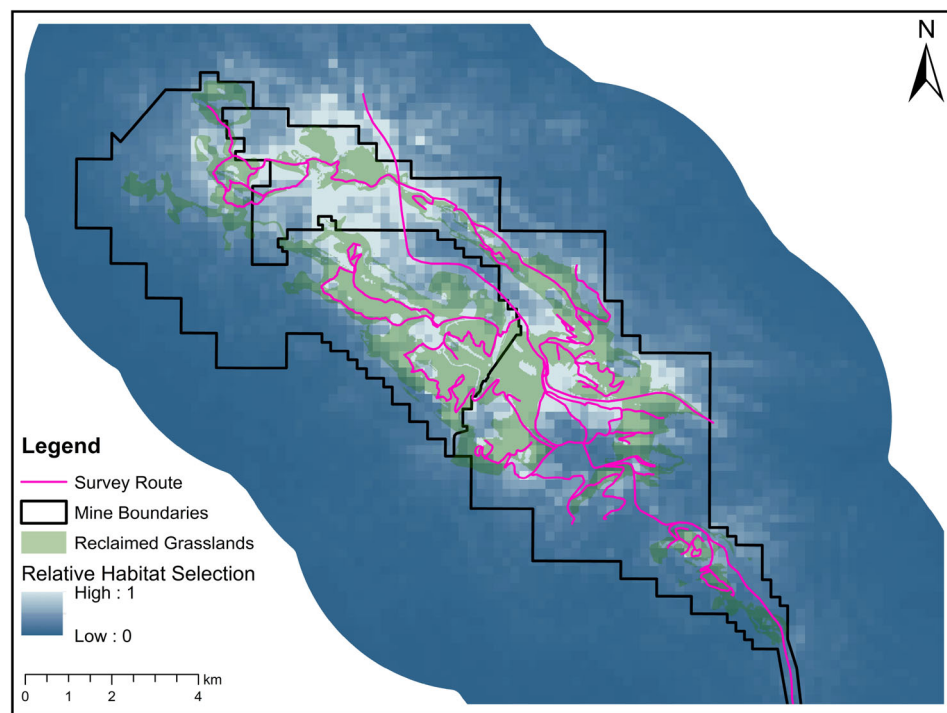 N
Legend
Survey Route
Mine Boundaries
Reclaimed Grasslands
Relative Habitat Selection
High : 1
Low : 0
km
0 1 2 4